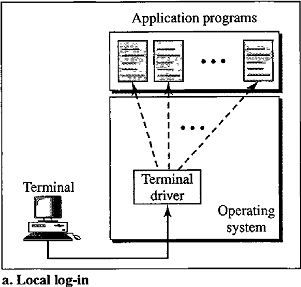 Application programs
Terminal
Terminal
driver
Operating
system
a. Local log-in